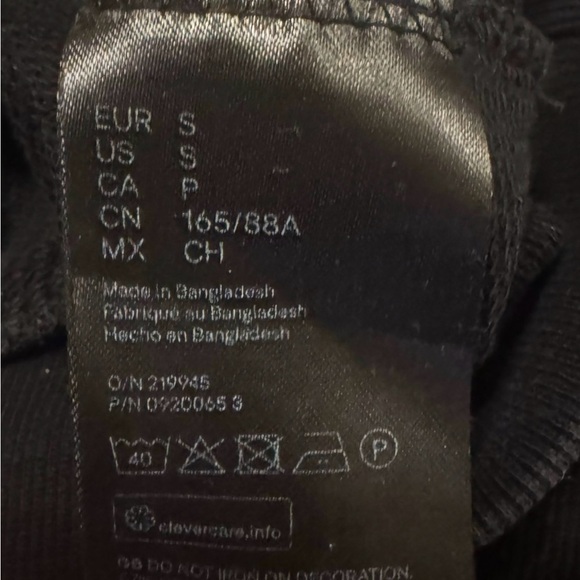 EUR S
US S
CA P
CN 165/88A
MX CH
Made in Bangladesh
Fabriqué au Bangladesh
Hecho en Bangladesh
O/N 219945
P/N 0920065 3
40
P
clevercare.info
GB DO NOT IRON ON DECORATION.